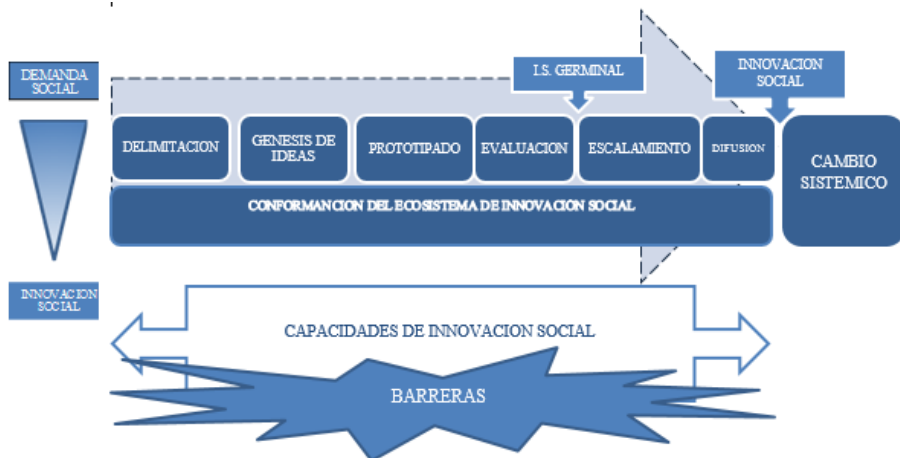 I.S. GERMINAL
INNOVACION
SOCIAL
DEMANDA
SOCIAL
DELIMITACION
GENESIS DE
IDEAS
PROTOTIPADO
EVALUACION
ESCALAMIENTO
DIFUSION
CAMBIO
SISTEMICO
CONFORMANCION DEL ECOSISTEMA DE INNOVACION SOCIAL
INNOVACION
SOCIAL
CAPACIDADES DE INNOVACION SOCIAL
BARRERAS